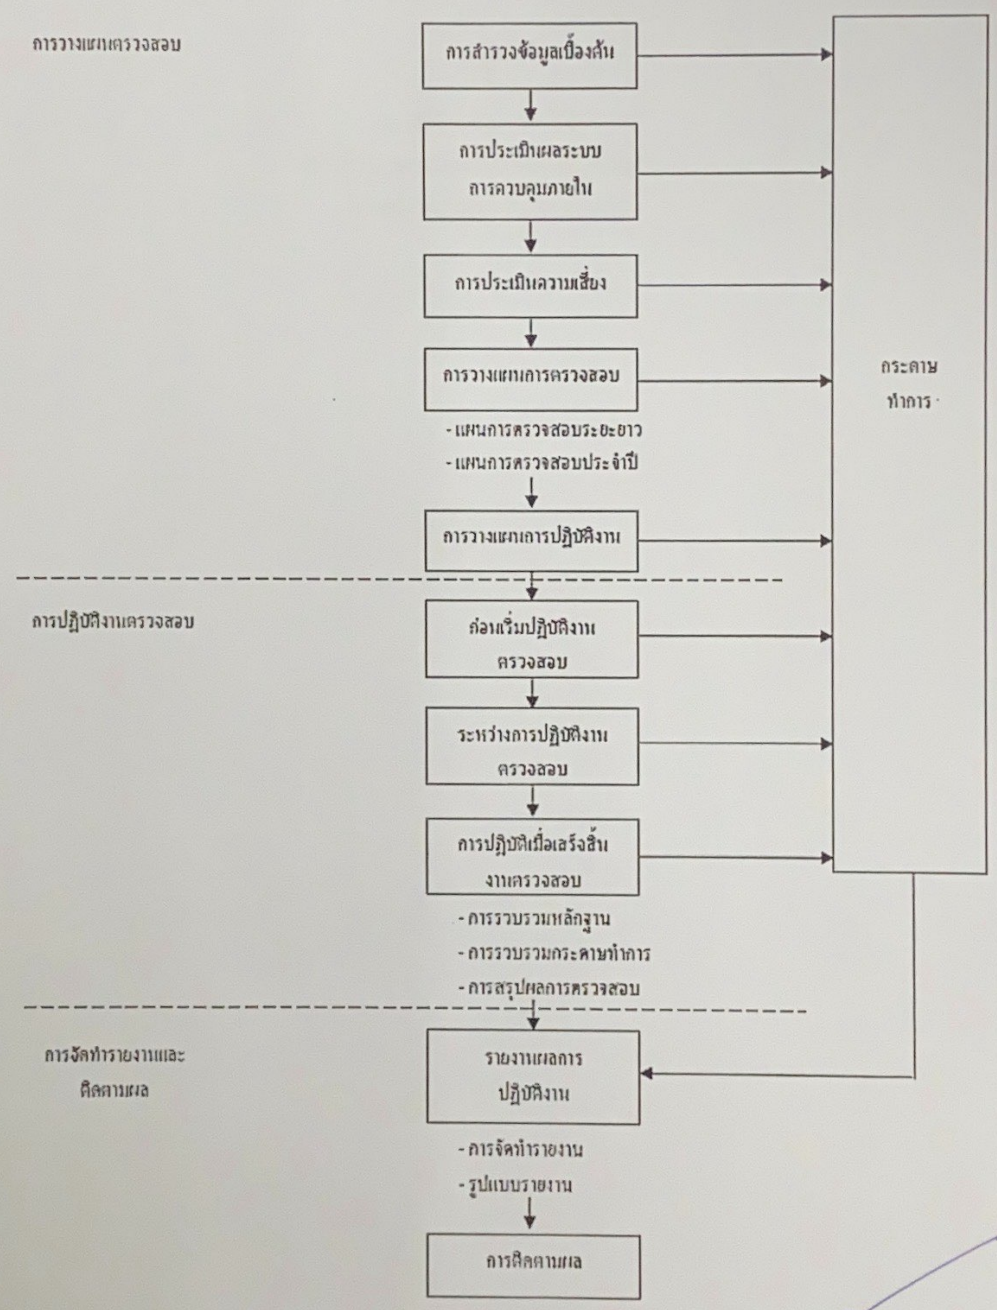 การวางแผนตรวจสอบ
การสำรวจข้อมูลเบื้องต้น
การประเมินผลระบบ
การควบคุมภายใน
การประเมินความเสี่ยง
การวางแผนการตรวจสอบ
- แผนการตรวจสอบระยะยาว
- แผนการตรวจสอบประจำปี
การวางแผนการปฏิบัติงาน
กระดาษ
ทำการ
การปฏิบัติงานตรวจสอบ
ก่อนเริ่มปฏิบัติงาน
ตรวจสอบ
ระหว่างการปฏิบัติงาน
ตรวจสอบ
การปฏิบัติเมื่อเสร็จสิ้น
งานตรวจสอบ
- การรวบรวมหลักฐาน
- การรวบรวมกระดาษทำการ
- การสรุปผลการตรวจสอบ
การจัดทำรายงานและ
ติดตามผล
รายงานผลการ
ปฏิบัติงาน
- การจัดทำรายงาน
- รูปแบบรายงาน
การติดตามผล